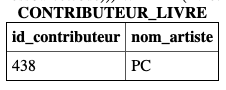 CONTRIBUTEUR_LIVRE
id_contributeur nom_artiste
438 PC